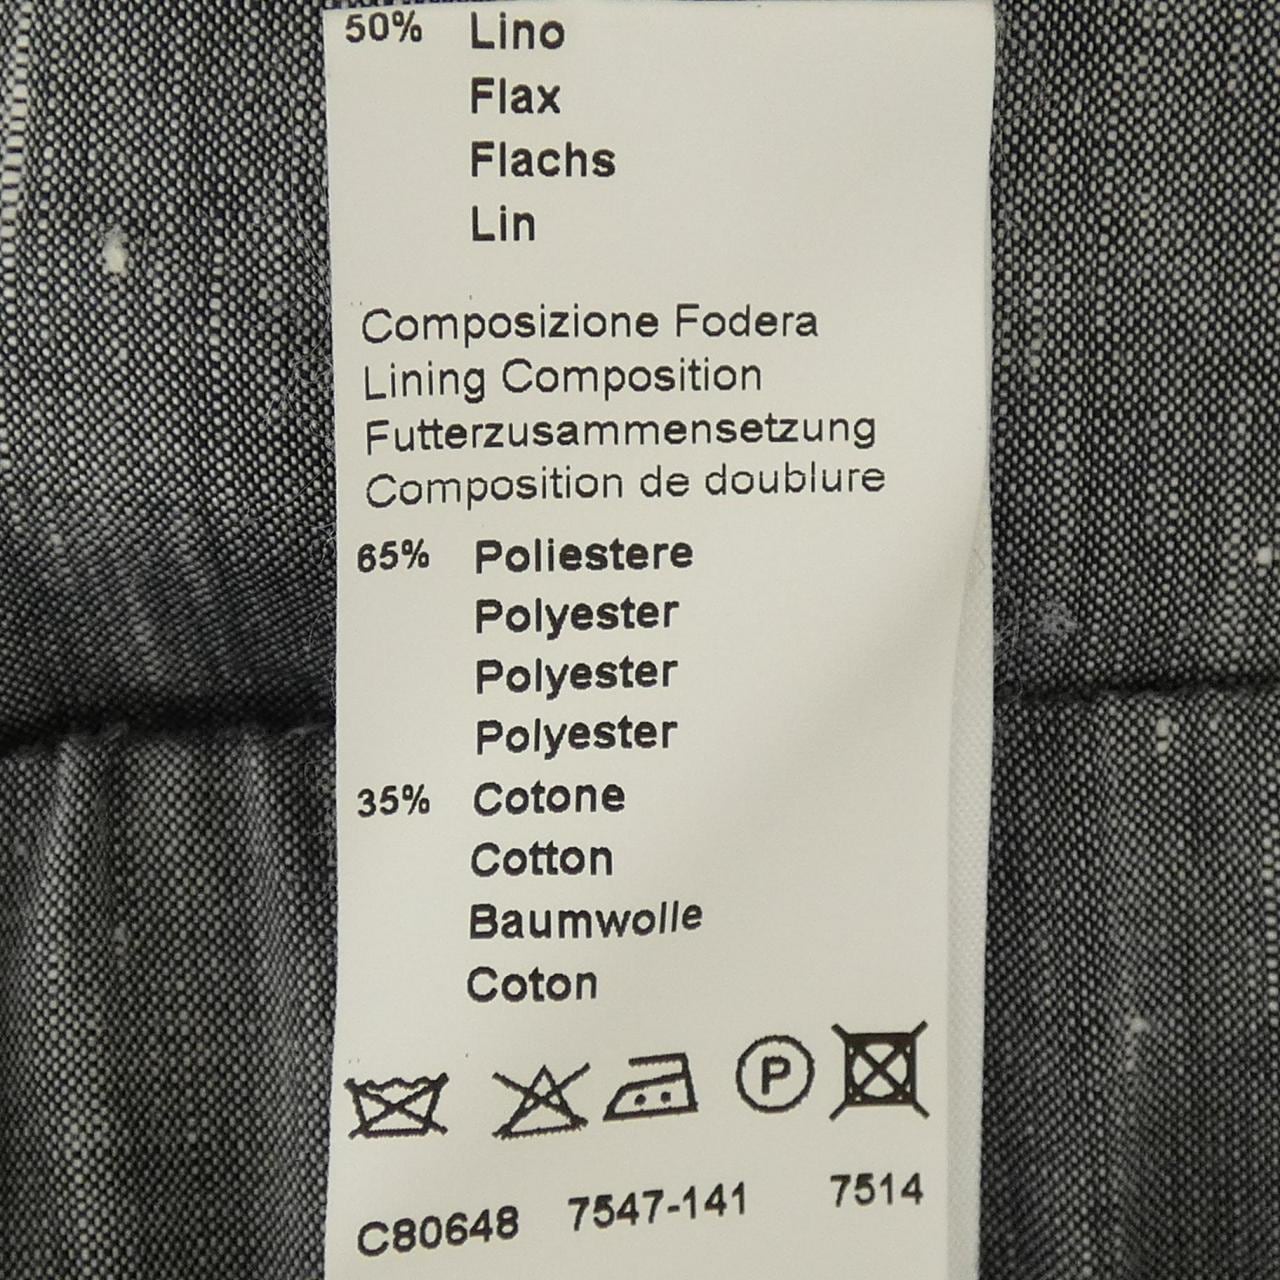 50% Lino
Flax
Flachs
Lin
Composizione Fodera
Lining Composition
Futterzusammensetzung
Composition de doublure
65% Poliestere
Polyester
Polyester
Polyester
35% Cotone
Cotton
Baumwolle
Coton
P
C80648 7547-141 7514